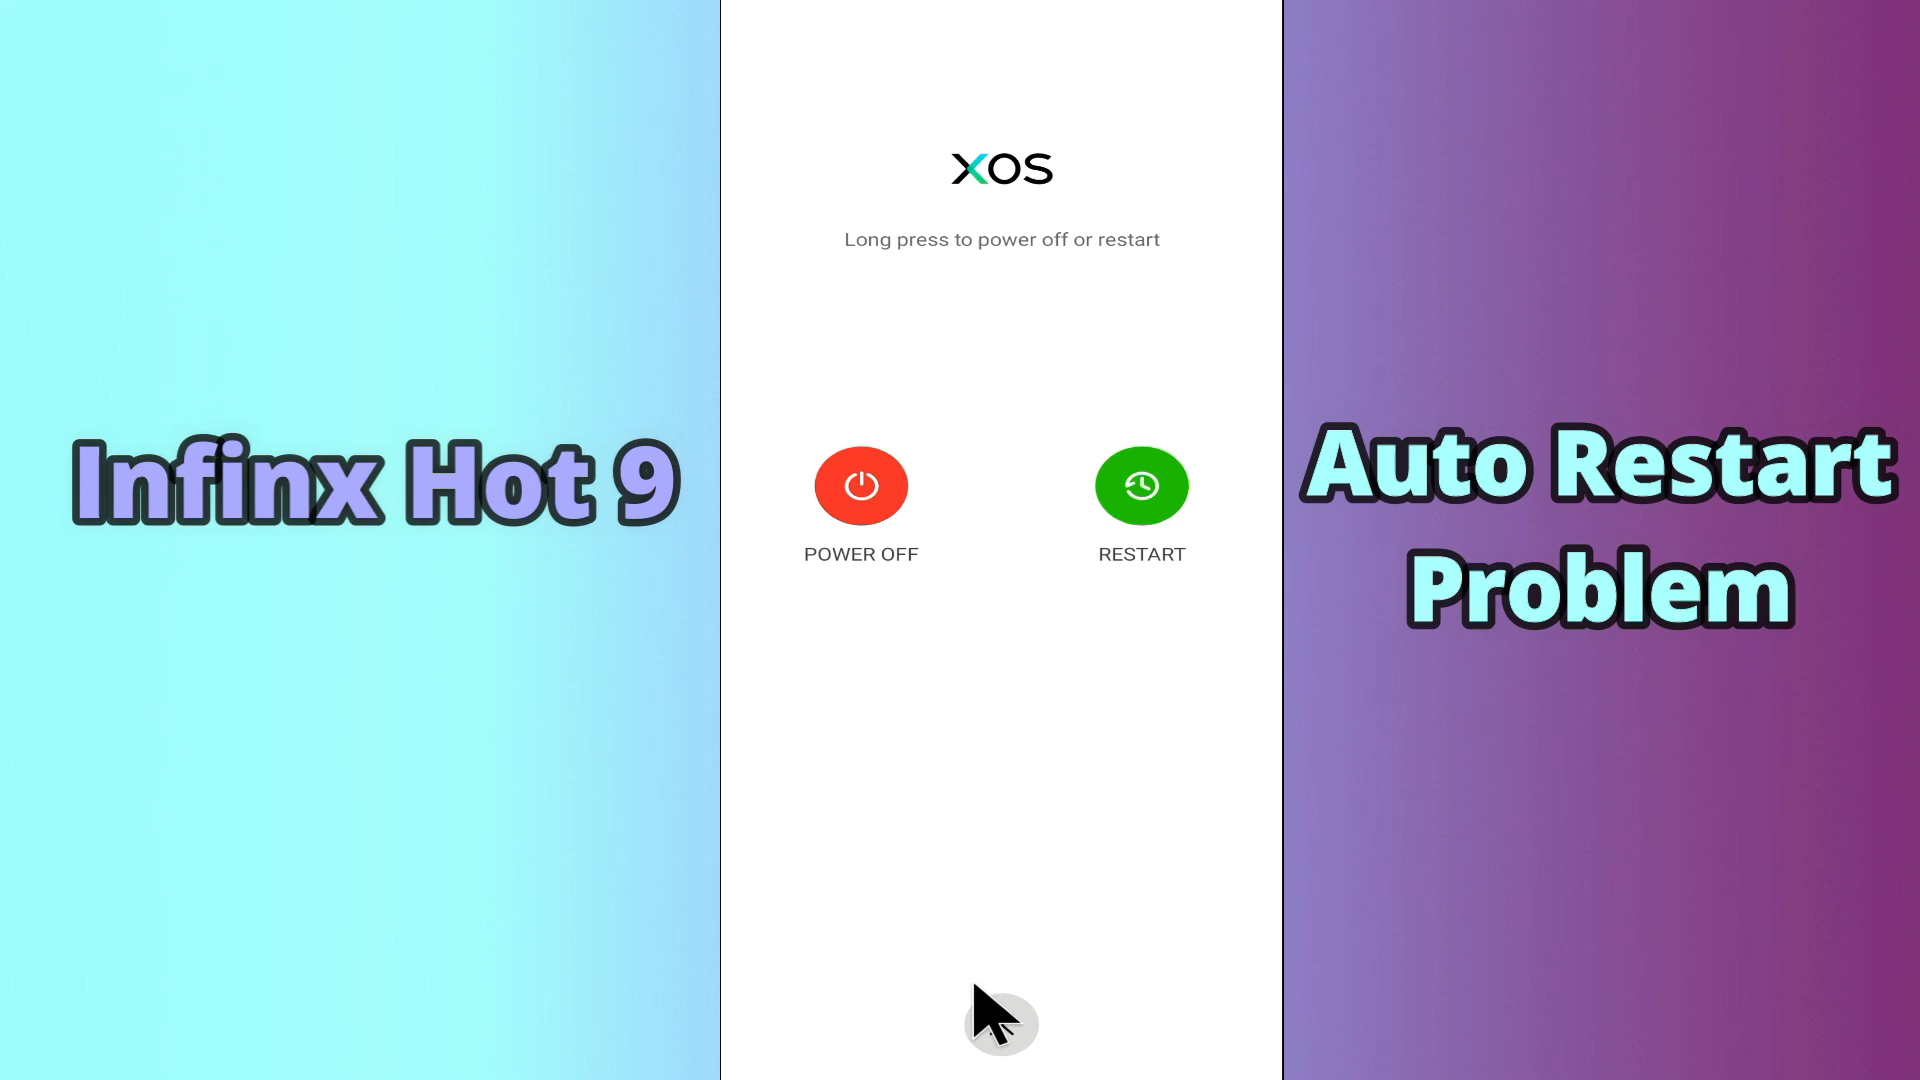 Infinx Hot 9
XOS
Long press to power off or restart
POWER OFF
RESTART
Auto Restart
Problem